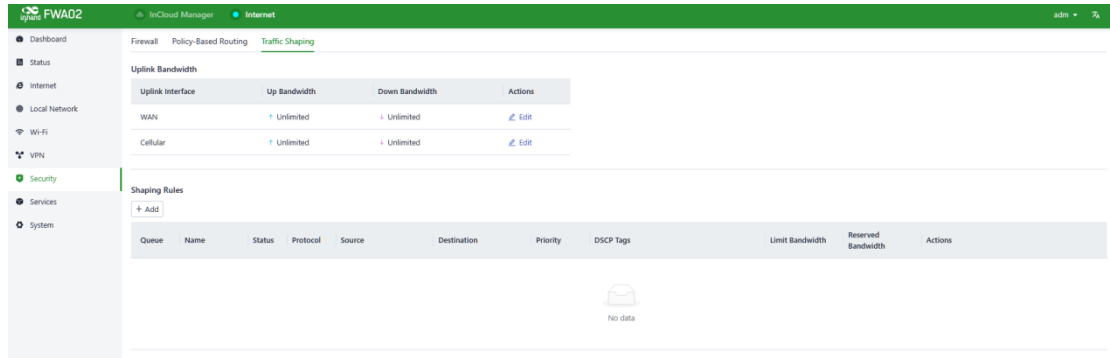 inhand FWA02 InCloud Manager Internet adm
Dashboard
Status
Internet
Local Network
Wi-Fi
VPN
Security
Services
System
Firewall Policy-Based Routing Traffic Shaping
Uplink Bandwidth
Uplink Interface Up Bandwidth Down Bandwidth Actions
WAN ↑ Unlimited ↓ Unlimited Edit
Cellular ↑ Unlimited ↓ Unlimited Edit
Shaping Rules
+ Add
Queue Name Status Protocol Source Destination Priority DSCP Tags Limit Bandwidth Reserved Bandwidth Actions
No data